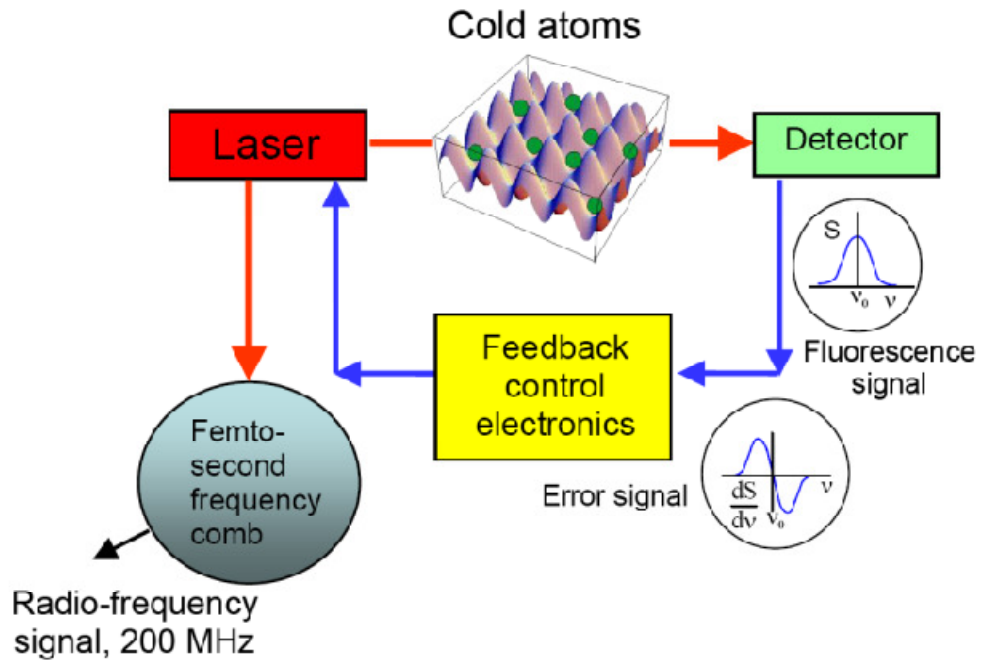 Cold atoms
Laser
Detector
S
ν₀ ν
Fluorescence
signal
Feedback
control
electronics
Error signal
dS
dν
ν₀
ν
Femto-
second
frequency
comb
Radio-frequency
signal, 200 MHz